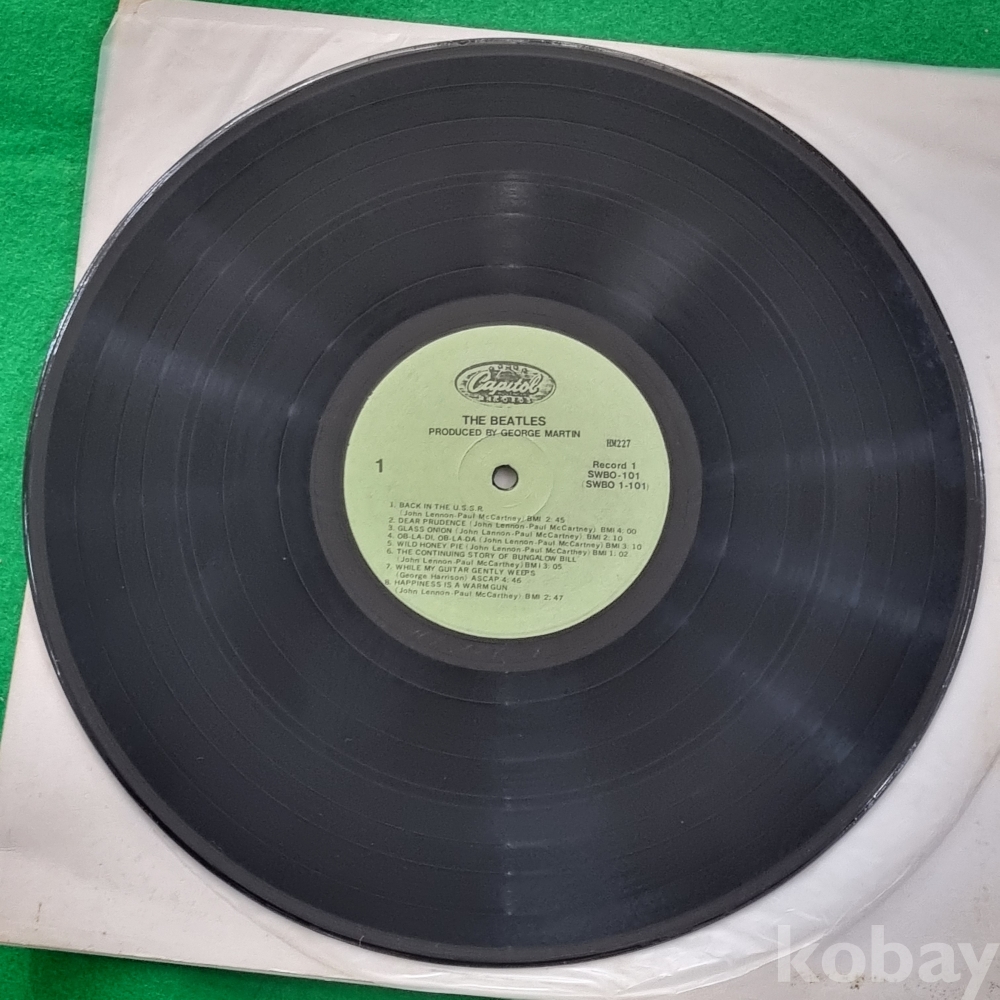 Capitol
RECORDS
THE BEATLES
PRODUCED BY GEORGE MARTIN
HM227
1
Record 1
SWBO-101
(SWBO 1-101)
1. BACK IN THE U.S.S.R.
(John Lennon-Paul McCartney) BMI 2:45
2. DEAR PRUDENCE (John Lennon-Paul McCartney) BMI 4:00
3. GLASS ONION (John Lennon-Paul McCartney) BMI 2:10
4. OB-LA-DI, OB-LA-DA (John Lennon-Paul McCartney) BMI 3:10
5. WILD HONEY PIE (John Lennon-Paul McCarthey) BMI 1:02
6. THE CONTINUING STORY OF BUNGALOW BILL
(John Lennon-Paul McCarthey) BMI 3:05
7. WHILE MY GUITAR GENTLY WEEPS
(George Harrison) ASCAP 4:46
8. HAPPINESS IS A WARM GUN
(John Lennon-Paul McCarthey) BMI 2:47
kobay